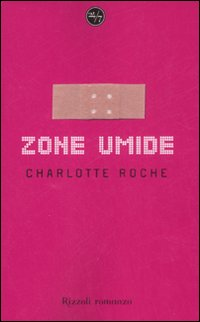 ZONE UMIDE
CHARLOTTE ROCHE
Rizzoli romanzo